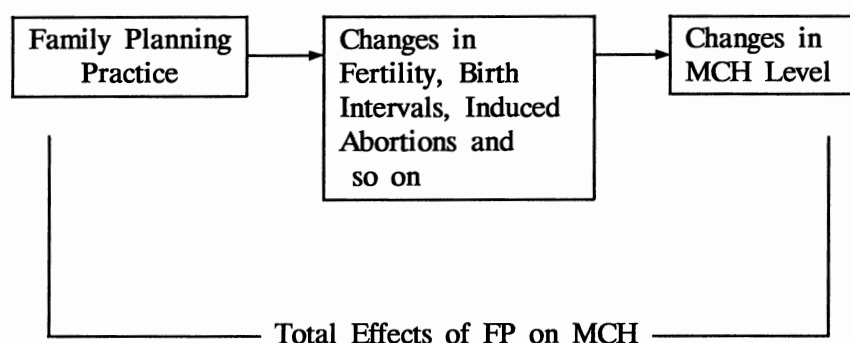 Family Planning
Practice
Changes in
Fertility, Birth
Intervals, Induced
Abortions and
so on
Changes in
MCH Level
Total Effects of FP on MCH